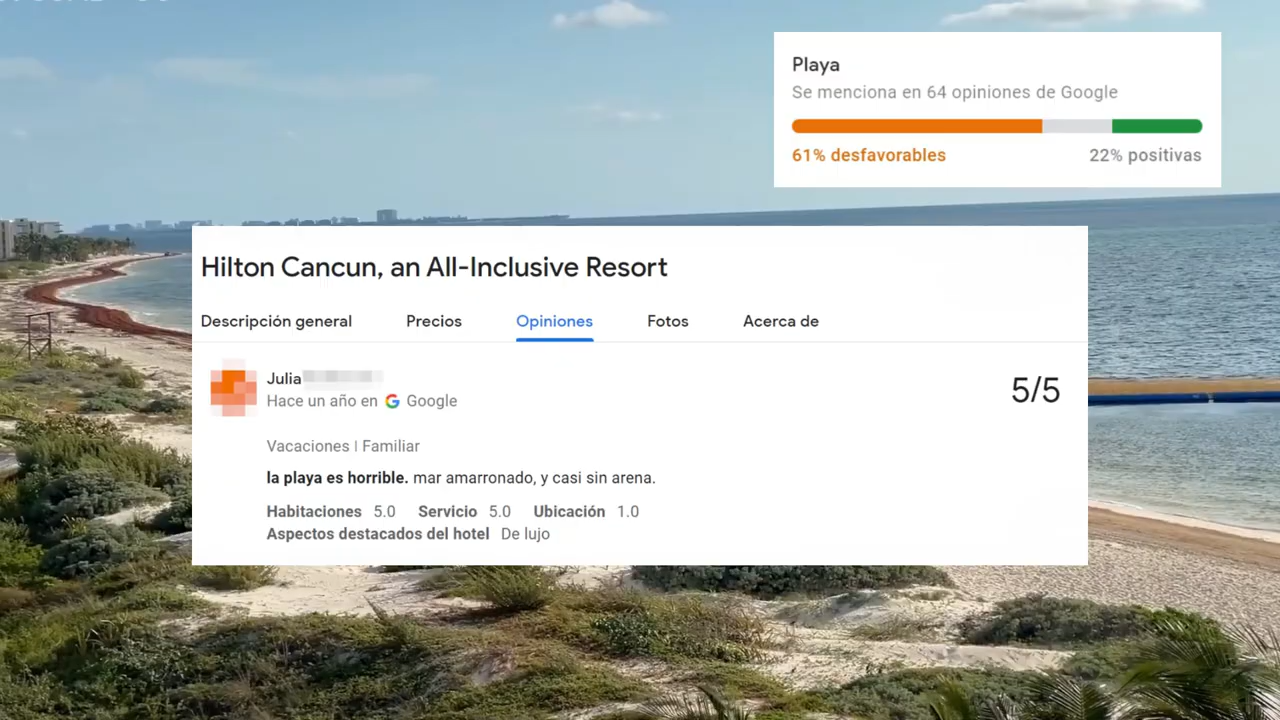 Playa
Se menciona en 64 opiniones de Google
61% desfavorables
22% positivas
Hilton Cancun, an All-Inclusive Resort
Descripción general Precios Opiniones Fotos Acerca de
Julia
5/5
Hace un año en Google
Vacaciones | Familiar
la playa es horrible. mar amarronado, y casi sin arena.
Habitaciones 5.0 Servicio 5.0 Ubicación 1.0
Aspectos destacados del hotel De lujo